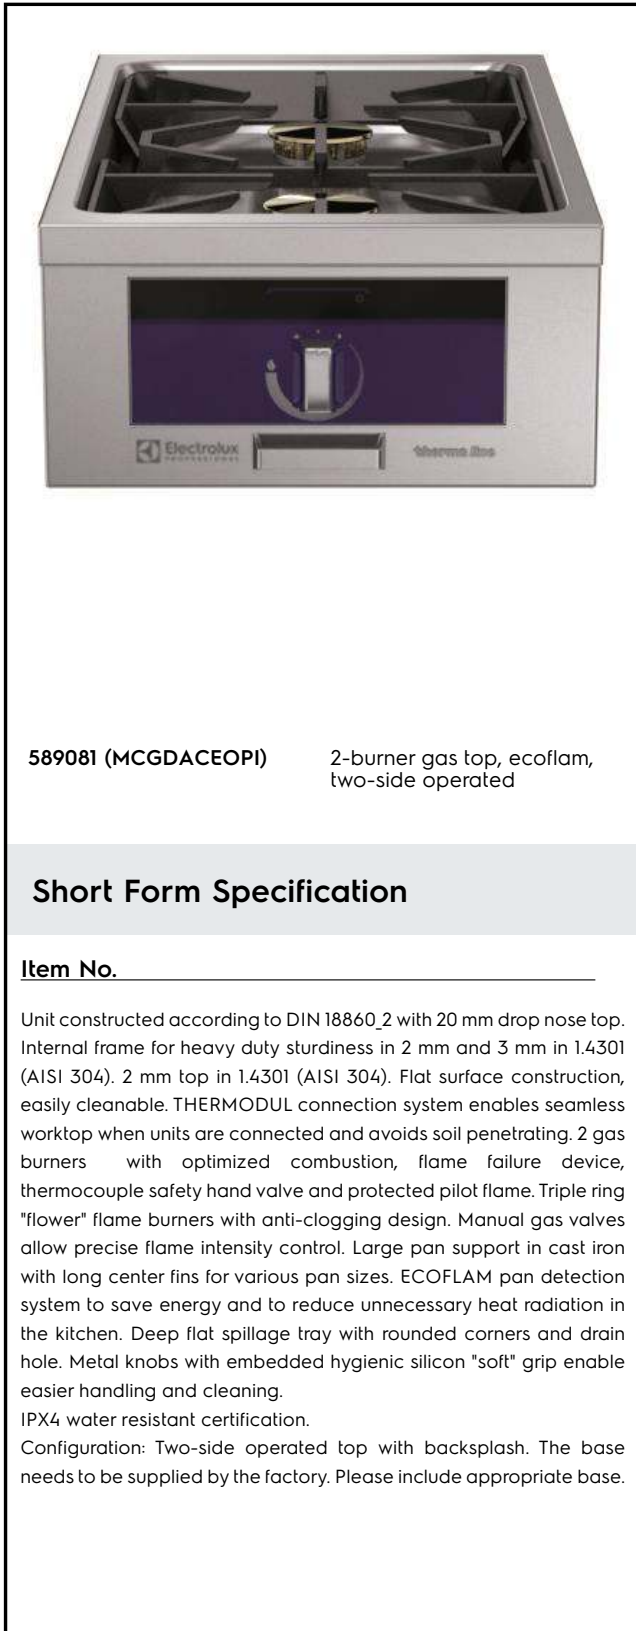 Electrolux
PROFESSIONAL
thermaline
589081 (MCGDACEOPI)
2-burner gas top, ecoflam,
two-side operated
Short Form Specification
Item No.
Unit constructed according to DIN 18860_2 with 20 mm drop nose top.
Internal frame for heavy duty sturdiness in 2 mm and 3 mm in 1.4301
(AISI 304). 2 mm top in 1.4301 (AISI 304). Flat surface construction,
easily cleanable. THERMODUL connection system enables seamless
worktop when units are connected and avoids soil penetrating. 2 gas
burners with optimized combustion, flame failure device,
thermocouple safety hand valve and protected pilot flame. Triple ring
"flower" flame burners with anti-clogging design. Manual gas valves
allow precise flame intensity control. Large pan support in cast iron
with long center fins for various pan sizes. ECOFLAM pan detection
system to save energy and to reduce unnecessary heat radiation in
the kitchen. Deep flat spillage tray with rounded corners and drain
hole. Metal knobs with embedded hygienic silicon "soft" grip enable
easier handling and cleaning.
IPX4 water resistant certification.
Configuration: Two-side operated top with backsplash. The base
needs to be supplied by the factory. Please include appropriate base.